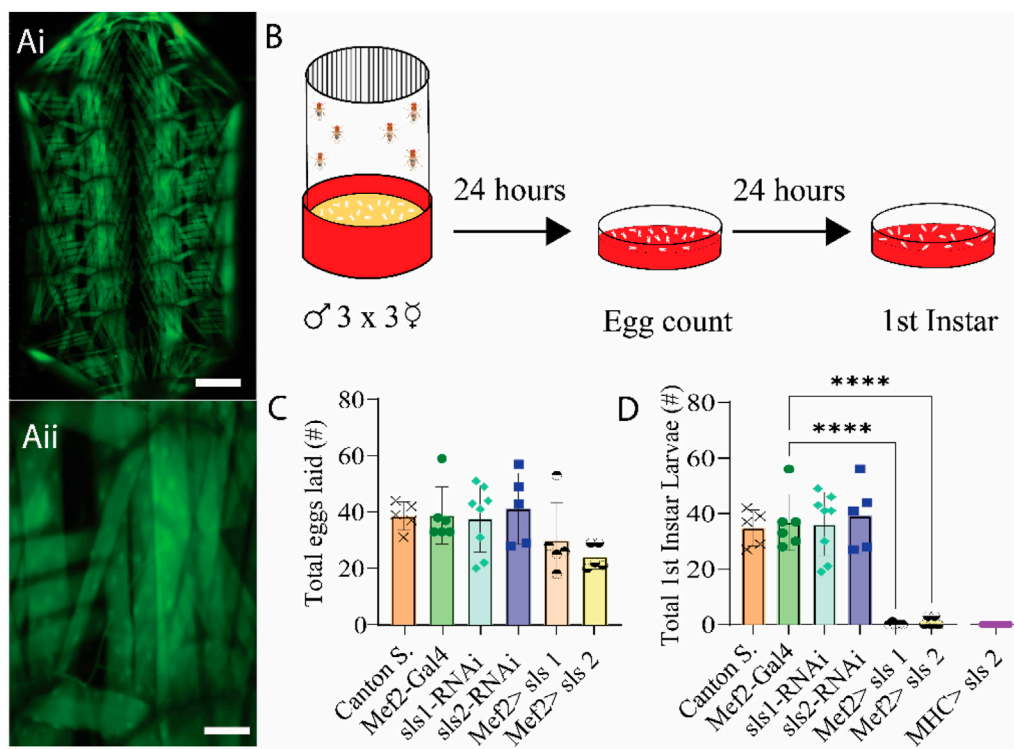 Ai
Aii
B
24 hours
24 hours
♂ 3 x 3 ☿
Egg count
1st Instar
C
Total eggs laid (#)
80
60
40
20
0
Canton S.
Mef2-Gal4
sls1-RNAi
sls2-RNAi
Mef2> sls 1
Mef2> sls 2
D
Total 1st Instar Larvae (#)
80
60
40
20
0
****
****
Canton S.
Mef2-Gal4
sls1-RNAi
sls2-RNAi
Mef2> sls 1
Mef2> sls 2
MHC> sls 2